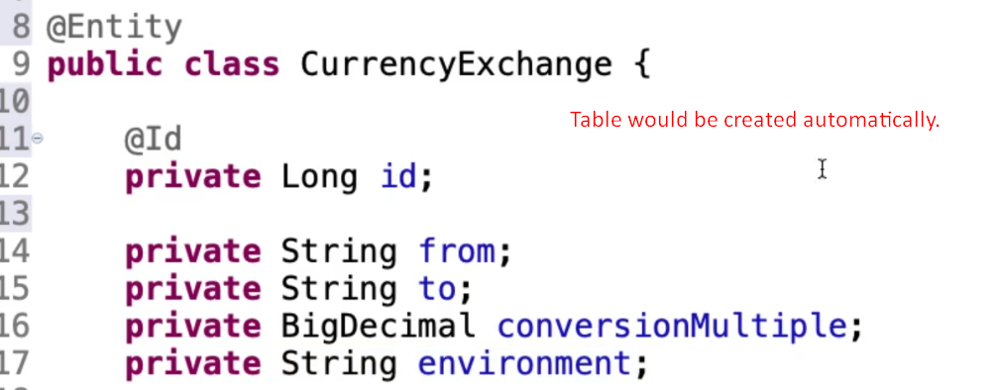 8 @Entity
9 public class CurrencyExchange {
10
Table would be created automatically.
11 @Id
12 private Long id;
13
14 private String from;
15 private String to;
16 private BigDecimal conversionMultiple;
17 private String environment;